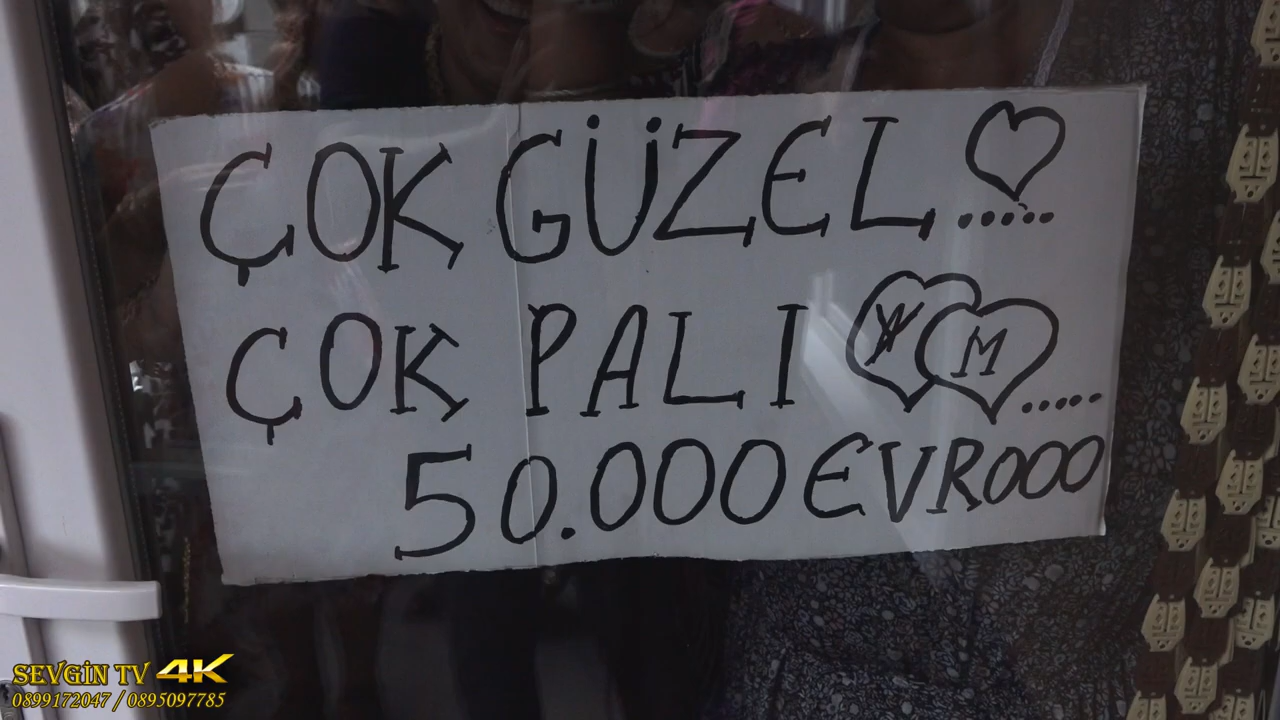 ÇOK GÜZEL ♡.....
ÇOK PALI M.....
50.000 EVROOO
SEVGİN TV 4K
0899172047 / 0895097785